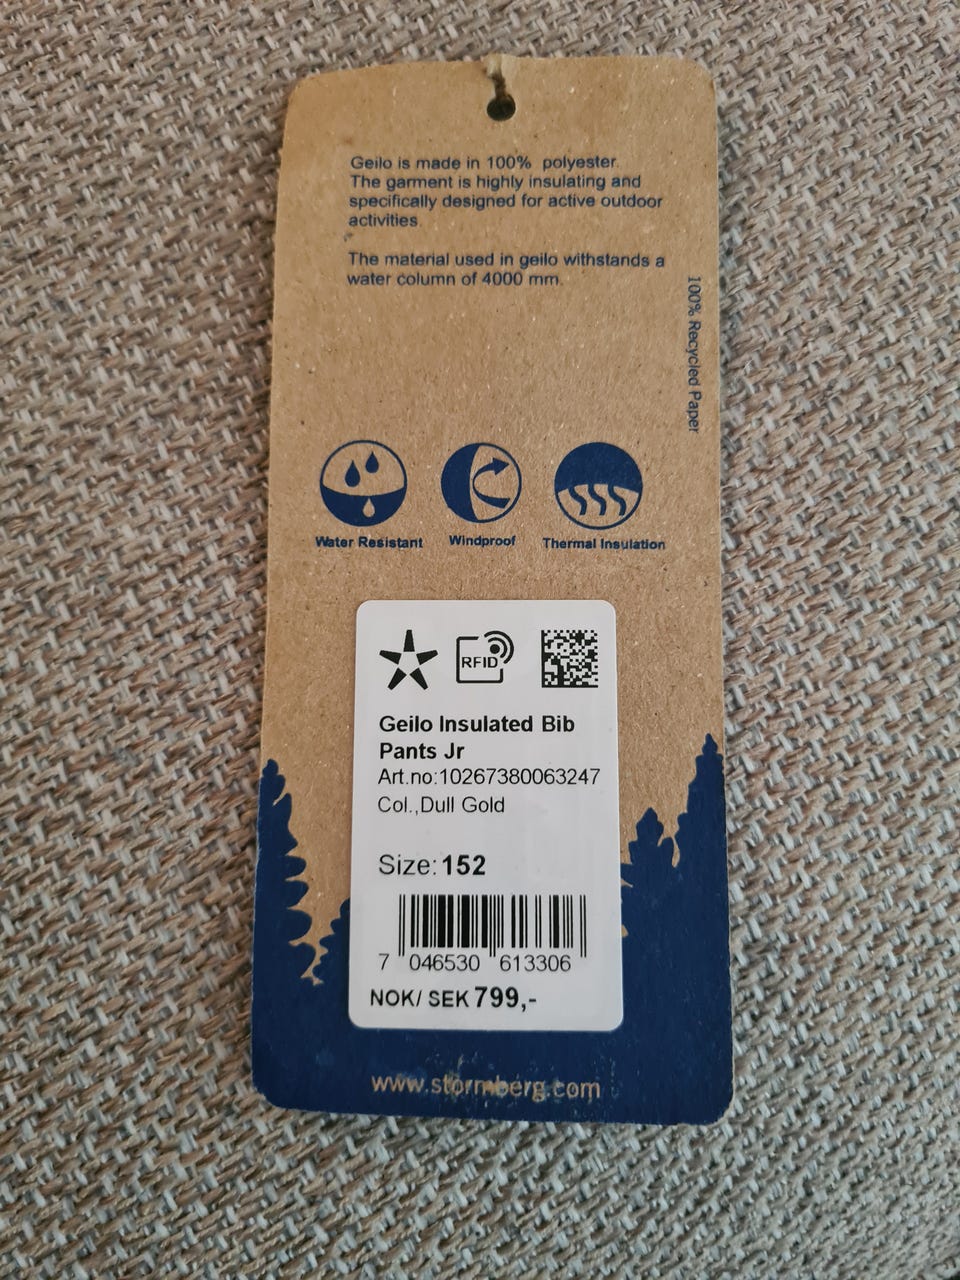 Geilo is made in 100% polyester.
The garment is highly insulating and
specifically designed for active outdoor
activities.
The material used in geilo withstands a
water column of 4000 mm.
100% Recycled Paper
Water Resistant
Windproof
Thermal Insulation
RFID
Geilo Insulated Bib
Pants Jr
Art.no:10267380063247
Col.,Dull Gold
Size:152
7 046530 613306
NOK/ SEK 799,-
www.stormberg.com